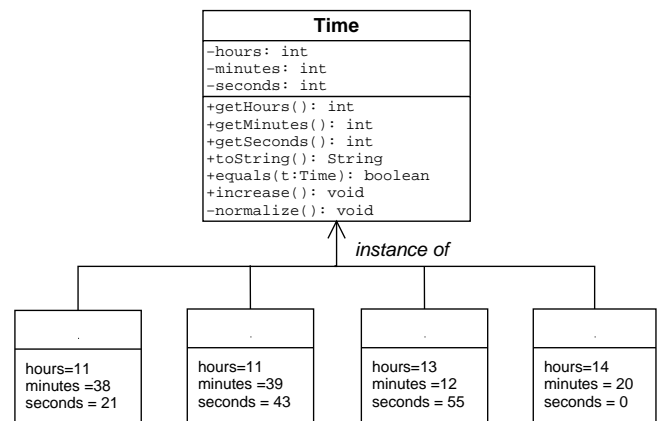 Time
-hours: int
-minutes: int
-seconds: int
+getHours(): int
+getMinutes(): int
+getSeconds(): int
+toString(): String
+equals(t:Time): boolean
+increase(): void
-normalize(): void
instance of
hours=11
minutes =38
seconds = 21
hours=11
minutes =39
seconds = 43
hours=13
minutes =12
seconds = 55
hours=14
minutes = 20
seconds = 0